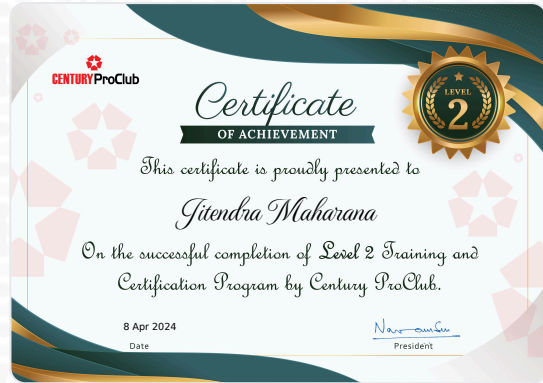 CENTURY ProClub
Certificate
OF ACHIEVEMENT
LEVEL
2
This certificate is proudly presented to
Jitendra Maharana
On the successful completion of Level 2 Training and
Certification Program by Century ProClub.
8 Apr 2024
Date
President